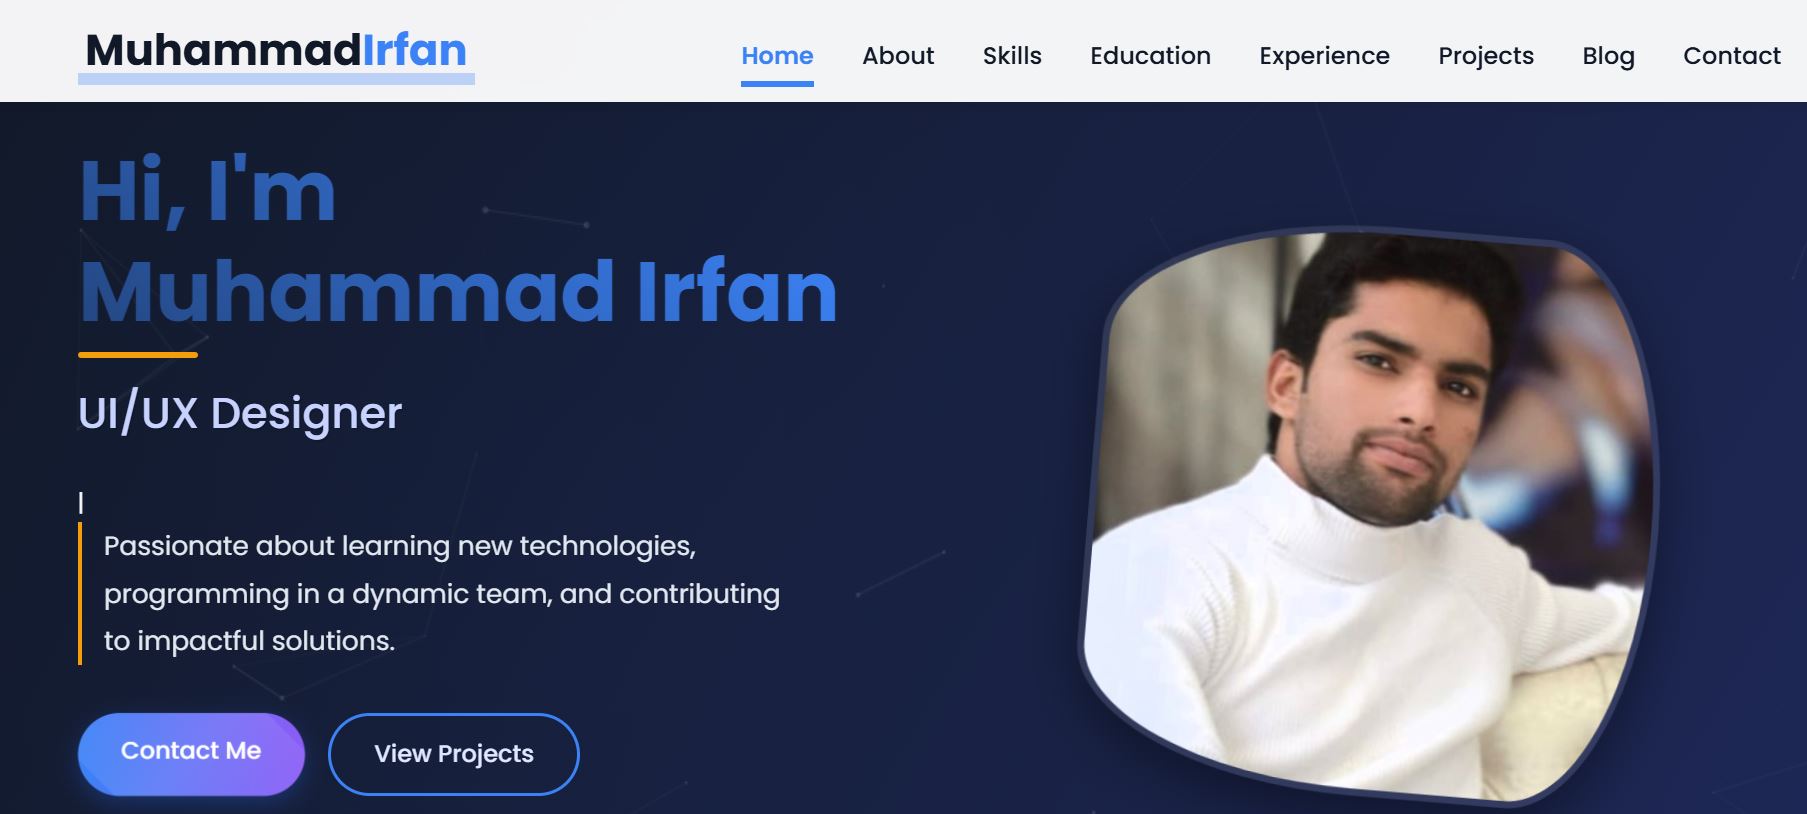 MuhammadIrfan
Home About Skills Education Experience Projects Blog Contact
Hi, I'm
Muhammad Irfan
UI/UX Designer
|
Passionate about learning new technologies,
programming in a dynamic team, and contributing
to impactful solutions.
Contact Me View Projects